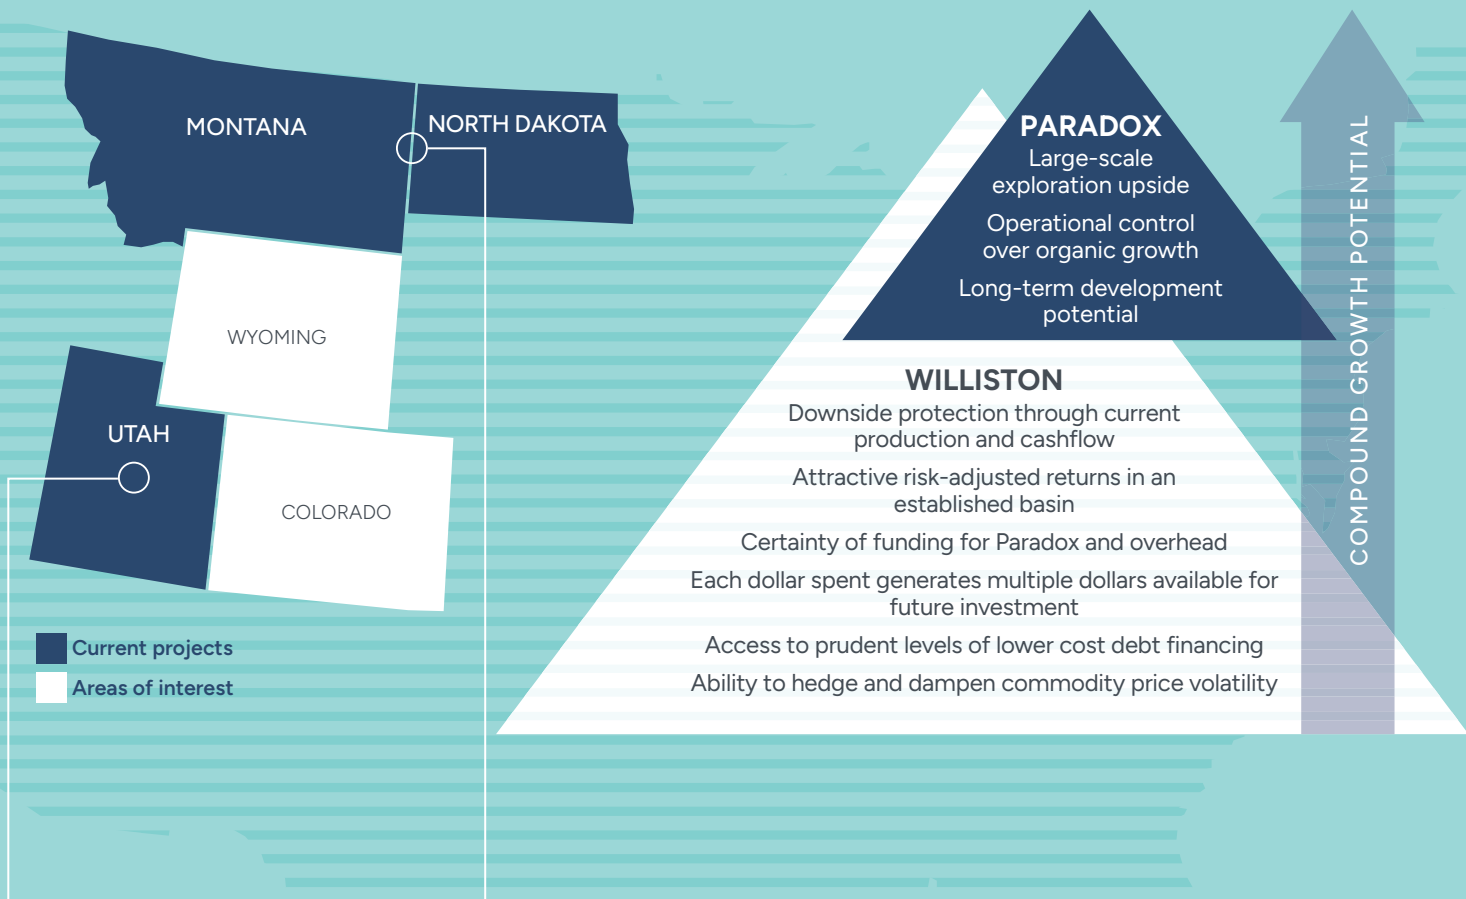 MONTANA
NORTH DAKOTA
WYOMING
UTAH
COLORADO
Current projects
Areas of interest
PARADOX
Large-scale
exploration upside
Operational control
over organic growth
Long-term development
potential
WILLISTON
Downside protection through current
production and cashflow
Attractive risk-adjusted returns in an
established basin
Certainty of funding for Paradox and overhead
Each dollar spent generates multiple dollars available for
future investment
Access to prudent levels of lower cost debt financing
Ability to hedge and dampen commodity price volatility
COMPOUND GROWTH POTENTIAL